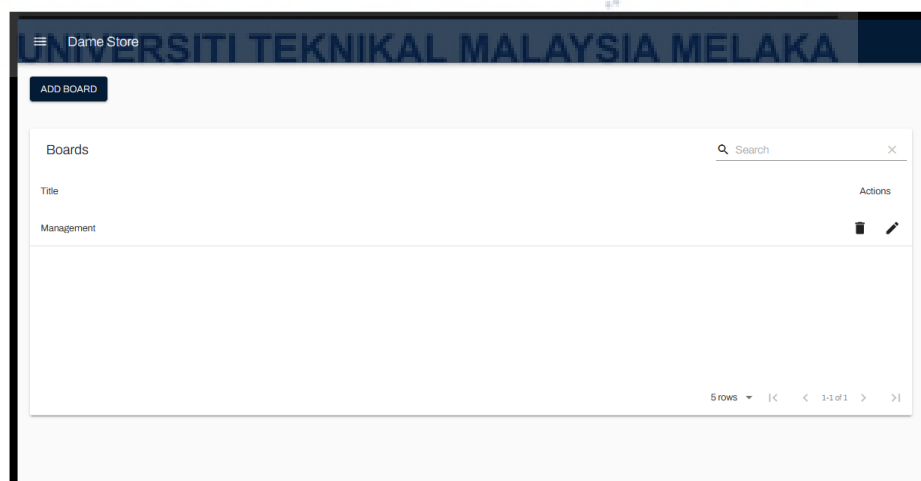 UNIVERSITI TEKNIKAL MALAYSIA MELAKA
Dame Store
ADD BOARD
Boards
Search
Title
Actions
Management
5 rows
1-1 of 1